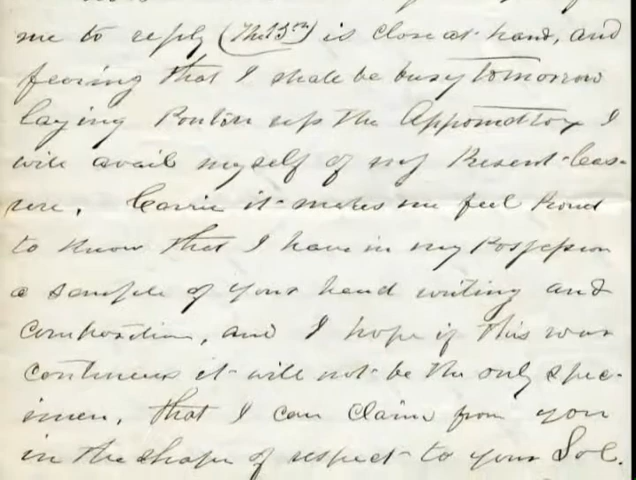 me to reply (The 15th) is close at hand, and
fearing that I shall be busy tomorrow
laying Ponton up the Appomattox I
will avail myself of my Present Leas-
ure. Carrie it makes me feel Proud
to know that I have in my Possession
a sample of your hand writing and
composition, and I hope if this war
continues it will not be the only spec-
imen, that I can claim from you
in the shape of respect to your Sol.